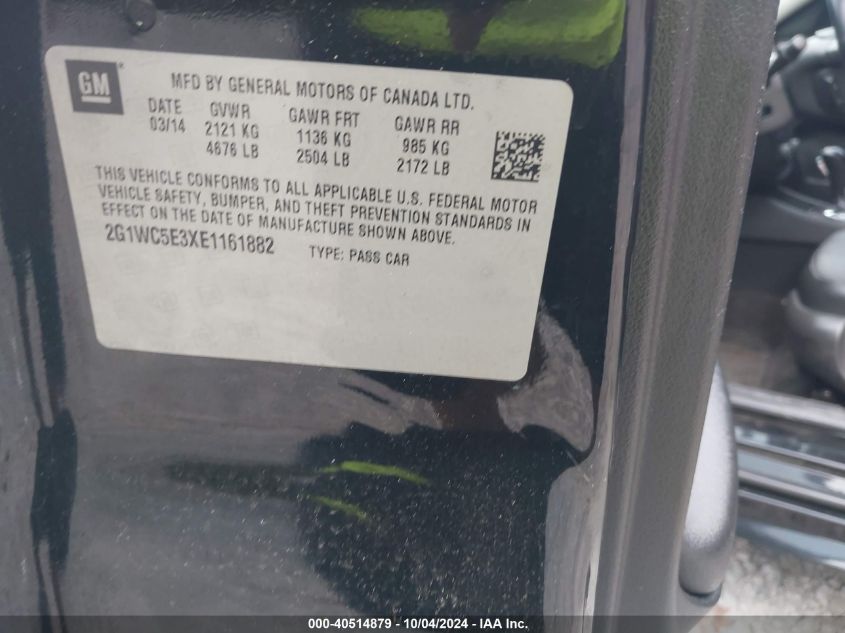 GM
MFD BY GENERAL MOTORS OF CANADA LTD.
DATE GVWR GAWR FRT GAWR RR
03/14 2121 KG 1136 KG 985 KG
4676 LB 2504 LB 2172 LB
THIS VEHICLE CONFORMS TO ALL APPLICABLE U.S. FEDERAL MOTOR
VEHICLE SAFETY, BUMPER, AND THEFT PREVENTION STANDARDS IN
EFFECT ON THE DATE OF MANUFACTURE SHOWN ABOVE.
2G1WC5E3XE1161882 TYPE: PASS CAR
000-40514879 - 10/04/2024 - IAA Inc.